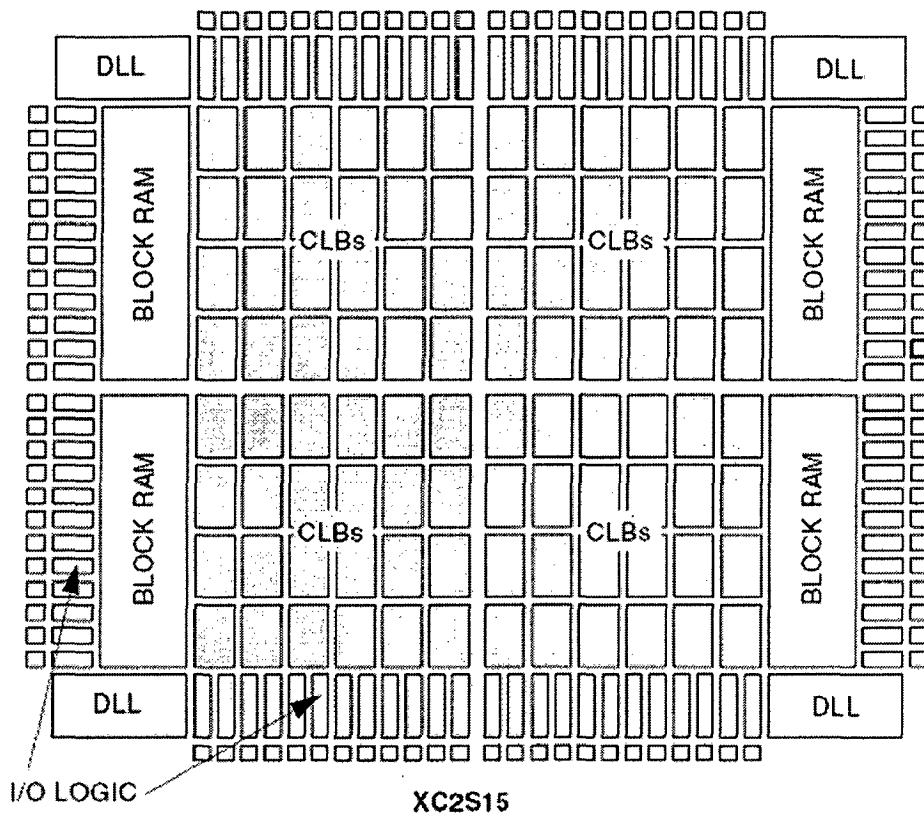 DLL
DLL
BLOCK RAM
CLBs
CLBs
BLOCK RAM
BLOCK RAM
CLBs
CLBs
BLOCK RAM
DLL
DLL
I/O LOGIC
XC2S15